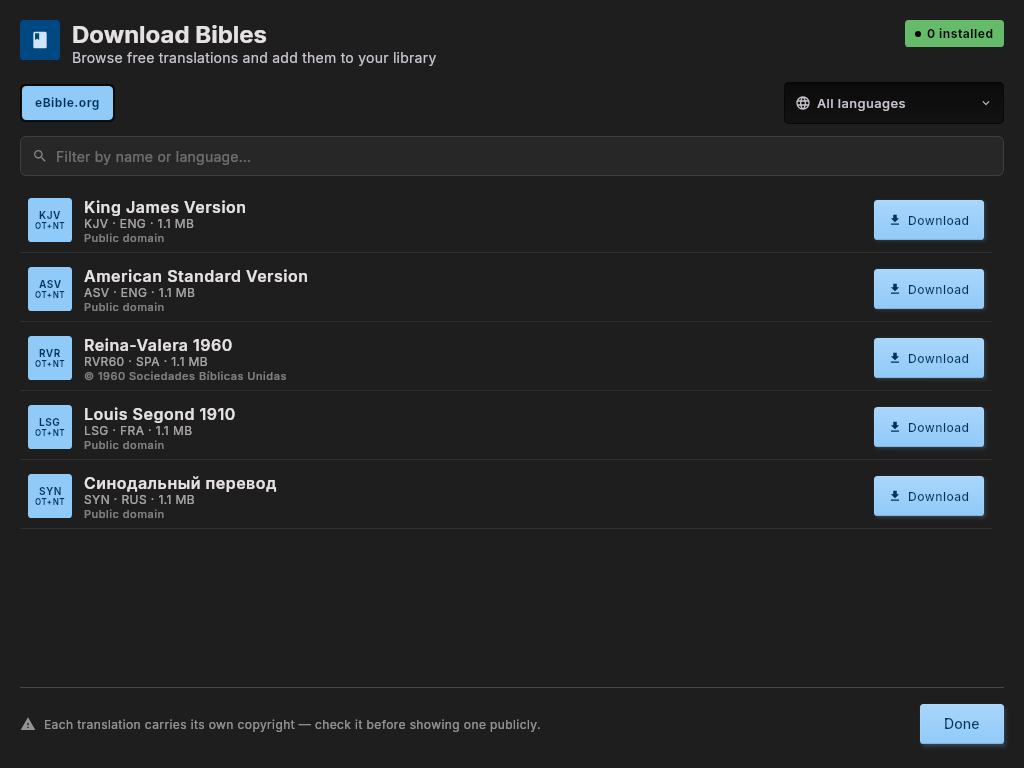 Download Bibles
Browse free translations and add them to your library
0 installed
eBible.org
All languages
Filter by name or language...
KJV
OT+NT
King James Version
KJV · ENG · 1.1 MB
Public domain
Download
ASV
OT+NT
American Standard Version
ASV · ENG · 1.1 MB
Public domain
Download
RVR
OT+NT
Reina-Valera 1960
RVR60 · SPA · 1.1 MB
© 1960 Sociedades Bíblicas Unidas
Download
LSG
OT+NT
Louis Segond 1910
LSG · FRA · 1.1 MB
Public domain
Download
SYN
OT+NT
Синодальный перевод
SYN · RUS · 1.1 MB
Public domain
Download
Each translation carries its own copyright — check it before showing one publicly.
Done